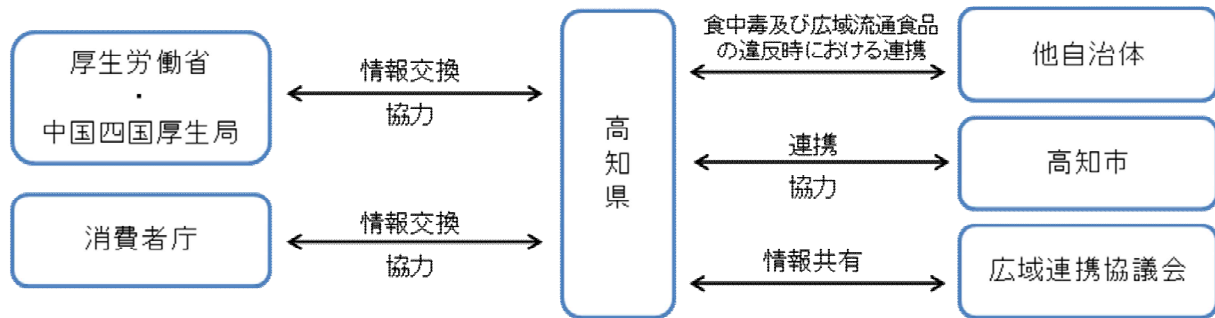 厚生労働省
・
中国四国厚生局
情報交換
協力
消費者庁
情報交換
協力
高知県
食中毒及び広域流通食品
の違反時における連携
他自治体
連携
協力
高知市
情報共有
広域連携協議会